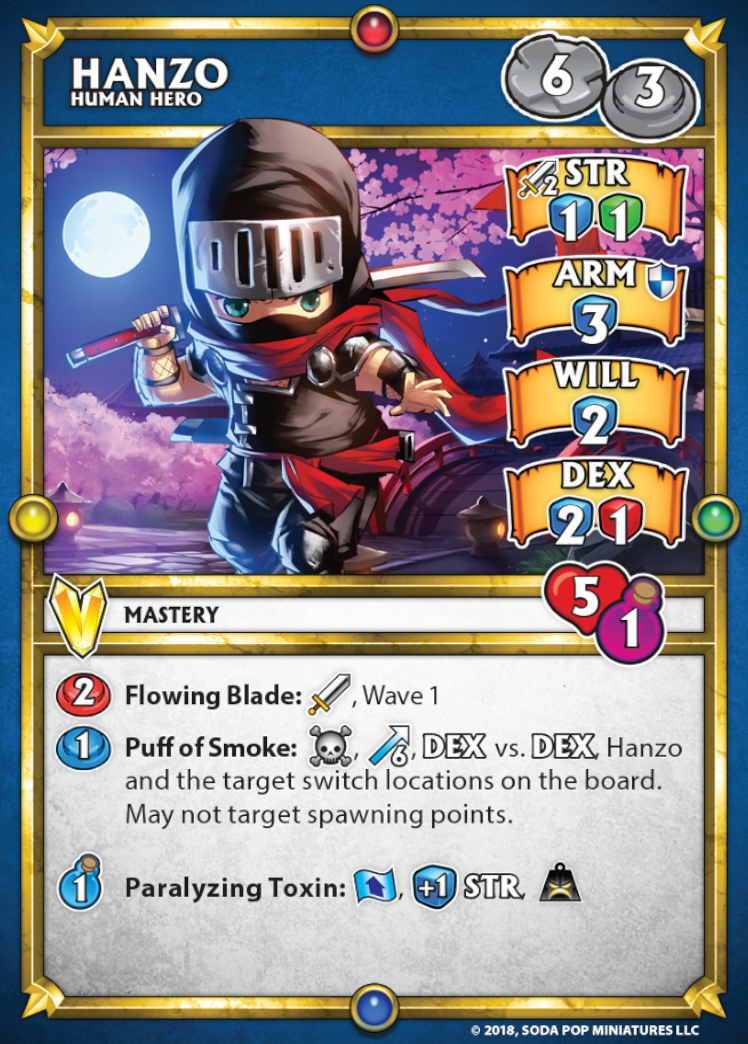 HANZO
HUMAN HERO
6 3
2 STR
1 1
ARM
3
WILL
2
DEX
2 1
MASTERY
5
1
2 Flowing Blade: , Wave 1
1 Puff of Smoke: , 6, DEX vs. DEX, Hanzo
and the target switch locations on the board.
May not target spawning points.
1 Paralyzing Toxin: , +1 STR,
© 2018, SODA POP MINIATURES LLC